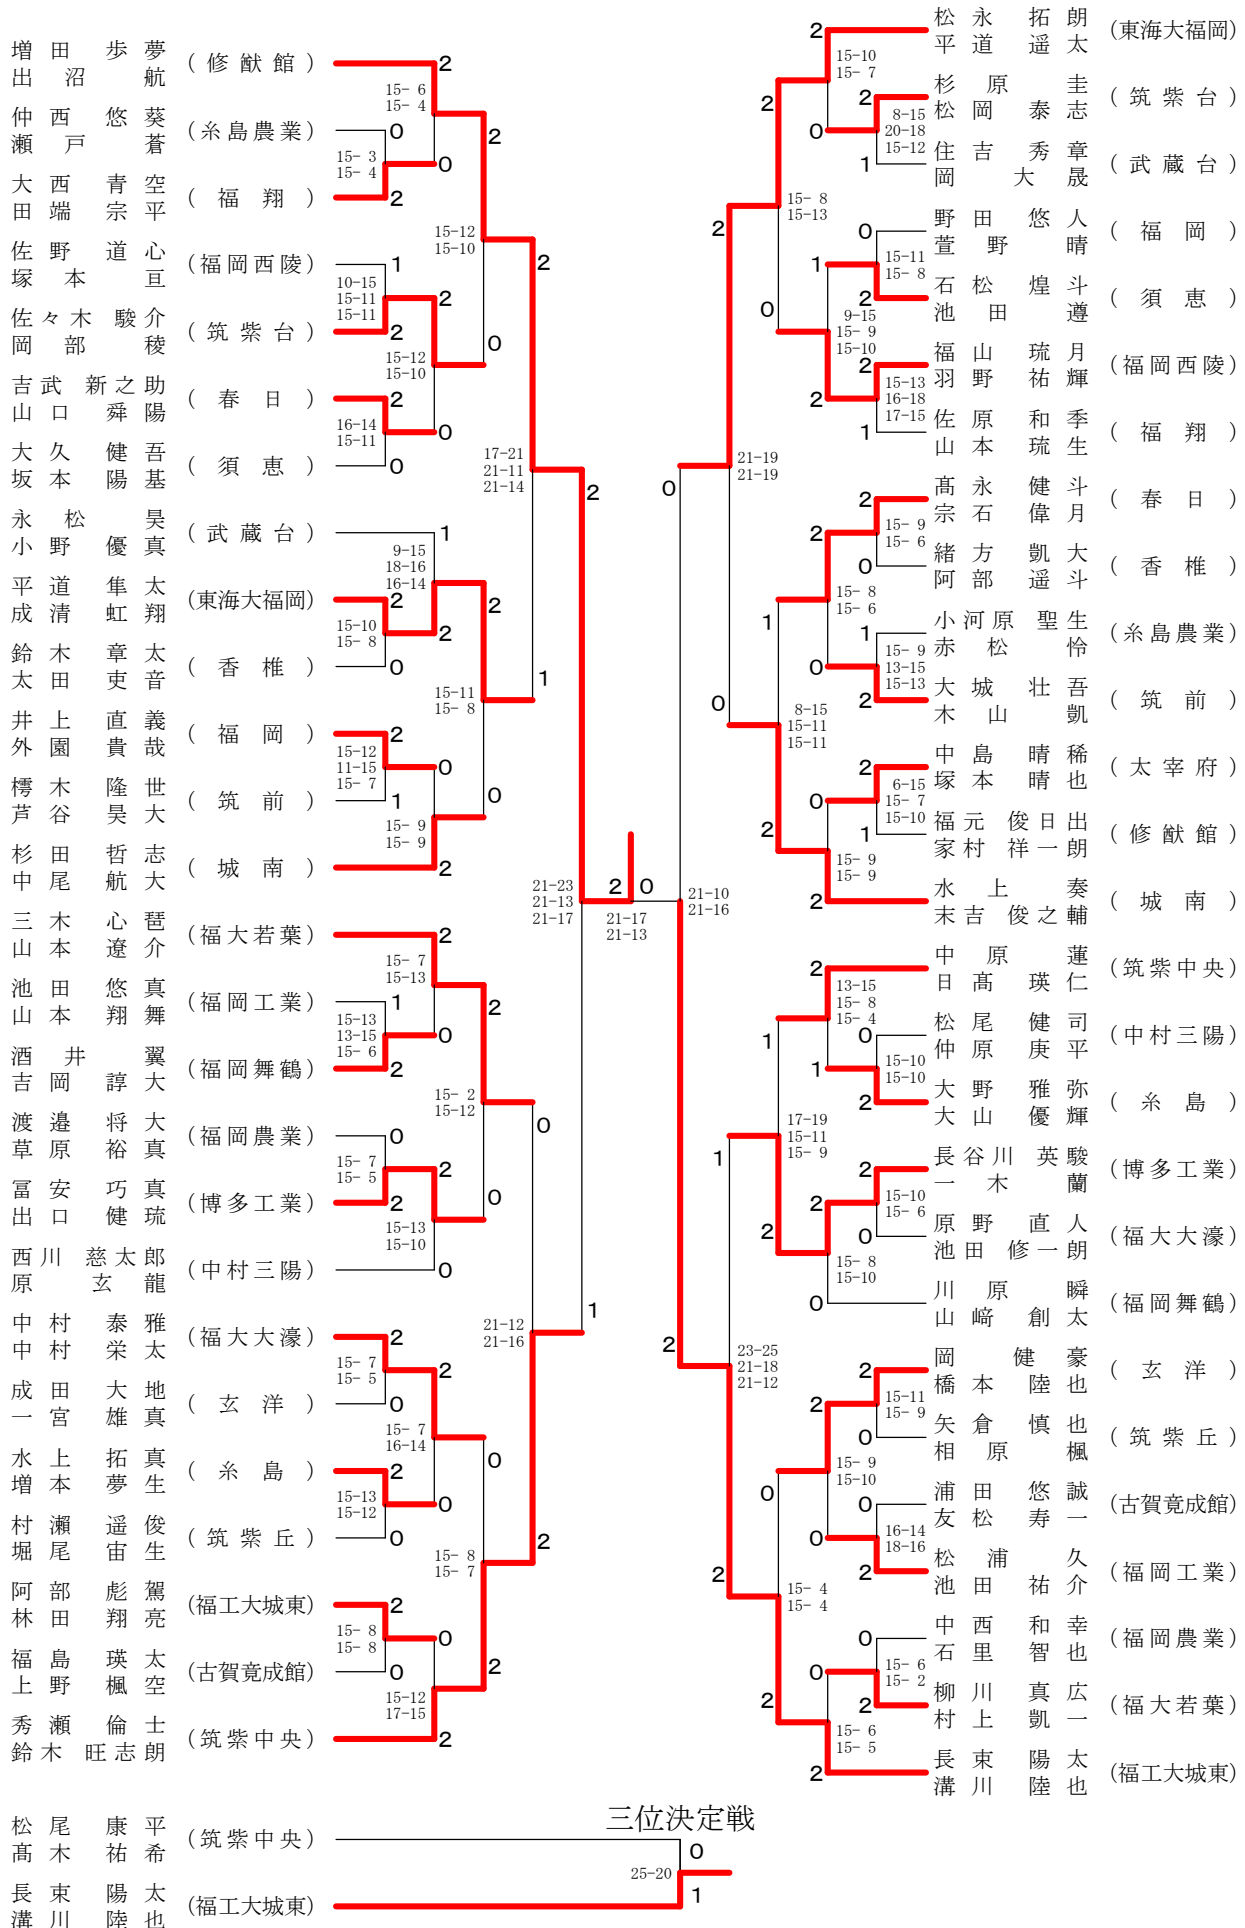 増田 歩夢
出沼 航
(修猷館)
2
15- 6
15- 4
仲西 悠葵
瀬戸 蒼
(糸島農業)
0
15- 3
15- 4
0
2
大西 青空
田端 宗平
(福翔)
2
15-12
15-10
2
佐野 道心
塚本 亘
(福岡西陵)
1
10-15
15-11
15-11
2
佐々木 駿介
岡部 稜
(筑紫台)
2
0
15-12
15-10
吉武 新之助
山口 舜陽
(春日)
2
16-14
15-11
0
大久 健吾
坂本 陽基
(須恵)
0
17-21
21-11
21-14
2
永松 昊
小野 優真
(武蔵台)
1
9-15
18-16
16-14
平道 隼太
成清 虹翔
(東海大福岡)
2
2
15-10
15- 8
2
鈴木 章太
太田 吏音
(香椎)
0
15-11
15- 8
1
井上 直義
外園 貴哉
(福岡)
2
15-12
11-15
15- 7
0
樗木 隆世
芦谷 昊大
(筑前)
1
0
15- 9
15- 9
杉田 哲志
中尾 航大
(城南)
2
21-23
21-13
21-17
2
0
21-17
21-13
三木 心琶
山本 遼介
(福大若葉)
2
15- 7
15-13
池田 悠真
山本 翔舞
(福岡工業)
1
2
15-13
13-15
15- 6
0
酒井 翼
吉岡 諄大
(福岡舞鶴)
2
15- 2
15-12
0
渡邉 将大
草原 裕真
(福岡農業)
0
15- 7
15- 5
2
冨安 巧真
出口 健琉
(博多工業)
2
0
15-13
15-10
西川 慈太郎
原 玄龍
(中村三陽)
0
21-12
21-16
1
中村 泰雅
中村 栄太
(福大大濠)
2
15- 7
15- 5
2
成田 大地
一宮 雄真
(玄洋)
0
15- 7
16-14
0
水上 拓真
増本 夢生
(糸島)
2
15-13
15-12
0
村瀬 遥俊
堀尾 宙生
(筑紫丘)
0
15- 8
15- 7
2
阿部 彪駕
林田 翔亮
(福工大城東)
2
15- 8
15- 8
0
福島 瑛太
上野 楓空
(古賀竟成館)
0
2
15-12
17-15
秀瀬 倫士
鈴木 旺志朗
(筑紫中央)
2
松永 拓朗
平道 遥太
(東海大福岡)
2
15-10
15- 7
杉原 圭
松岡 泰志
(筑紫台)
2
2
8-15
20-18
15-12
0
住吉 秀章
岡 大晟
(武蔵台)
1
15- 8
15-13
2
野田 悠人
萱野 晴
(福岡)
0
15-11
15- 8
1
石松 煌斗
池田 遵
(須恵)
2
0
9-15
15- 9
15-10
福山 琉月
羽野 祐輝
(福岡西陵)
2
15-13
16-18
17-15
2
佐原 和季
山本 琉生
(福翔)
1
21-19
21-19
0
髙永 健斗
宗石 偉月
(春日)
2
15- 9
15- 6
2
緒方 凱大
阿部 遥斗
(香椎)
0
15- 8
15- 6
1
小河原 聖生
赤松 怜
(糸島農業)
1
15- 9
13-15
15-13
0
大城 壮吾
木山 凱
(筑前)
2
8-15
15-11
15-11
0
中島 晴稀
塚本 晴也
(太宰府)
2
6-15
15- 7
15-10
0
福元 俊日出
家村 祥一朗
(修猷館)
1
2
15- 9
15- 9
水上 奏
末吉 俊之輔
(城南)
2
21-10
21-16
中原 蓮
日髙 瑛仁
(筑紫中央)
2
13-15
15- 8
15- 4
松尾 健司
仲原 庚平
(中村三陽)
0
1
15-10
15-10
1
大野 雅弥
大山 優輝
(糸島)
2
17-19
15-11
15- 9
1
長谷川 英駿
一木 蘭
(博多工業)
2
15-10
15- 6
2
原野 直人
池田 修一朗
(福大大濠)
0
2
15- 8
15-10
川原 瞬
山﨑 創太
(福岡舞鶴)
0
23-25
21-18
21-12
2
岡 健豪
橋本 陸也
(玄洋)
2
15-11
15- 9
2
矢倉 慎也
相原 楓
(筑紫丘)
0
15- 9
15-10
0
浦田 悠誠
友松 寿一
(古賀竟成館)
0
16-14
18-16
0
松浦 久
池田 祐介
(福岡工業)
2
15- 4
15- 4
2
中西 和幸
石里 智也
(福岡農業)
0
15- 6
15- 2
0
柳川 真広
村上 凱一
(福大若葉)
2
2
15- 6
15- 5
長束 陽太
溝川 陸也
(福工大城東)
2
三位決定戦
松尾 康平
髙木 祐希
(筑紫中央)
0
25-20
長束 陽太
溝川 陸也
(福工大城東)
1